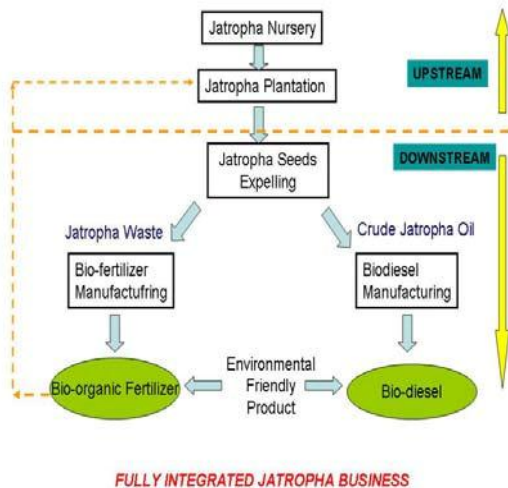 Jatropha Nursery
UPSTREAM
Jatropha Plantation
DOWNSTREAM
Jatropha Seeds
Expelling
Jatropha Waste
Crude Jatropha Oil
Bio-fertilizer
Manufactufring
Biodiesel
Manufacturing
Bio-organic Fertilizer
Environmental
Friendly
Product
Bio-diesel
FULLY INTEGRATED JATROPHA BUSINESS